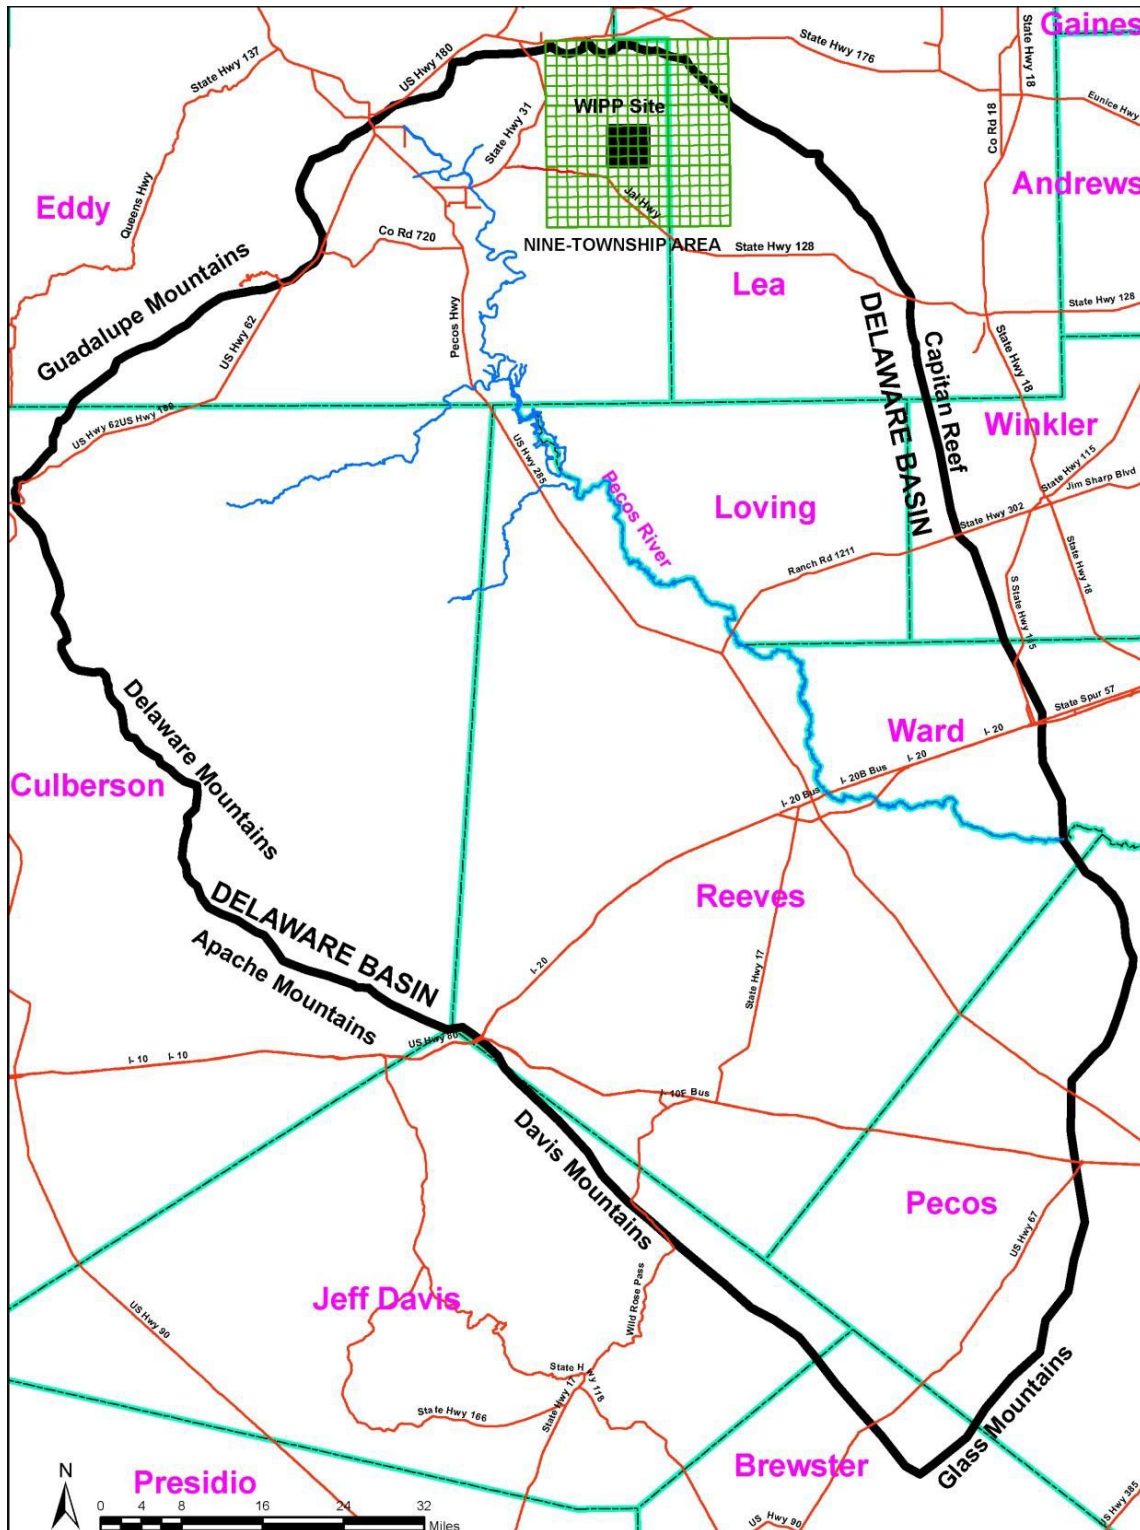 Gaines
State Hwy 137
US Hwy 180
State Hwy 176
State Hwy 18
Eunice Hwy
Co Rd 18
WIPP Site
State Hwy 31
Andrews
Eddy
Queens Hwy
Jal Hwy
Co Rd 720
NINE-TOWNSHIP AREA
State Hwy 128
Lea
Guadalupe Mountains
State Hwy 128
Pecos Hwy
US Hwy 62
DELAWARE BASIN
Capitan Reef
State Hwy 18
US Hwy 62US Hwy 180
Winkler
US Hwy 285
State Hwy 115
Jim Sharp Blvd
Pecos River
Loving
State Hwy 302
Ranch Rd 1211
State Hwy 18
S State Hwy 115
Delaware Mountains
State Spur 57
Ward
I- 20
Culberson
I- 20B Bus
I- 20 Bus
DELAWARE BASIN
Reeves
Apache Mountains
I- 20
State Hwy 17
US Hwy 80
I- 10
I- 10
I- 10F Bus
Davis Mountains
Pecos
US Hwy 67
Wild Rose Pass
Jeff Davis
US Hwy 90
State Hwy 118
State Hwy 17
State Hwy 166
Glass Mountains
Brewster
Presidio
US Hwy 385
US Hwy 90
N
0 4 8 16 24 32
Miles